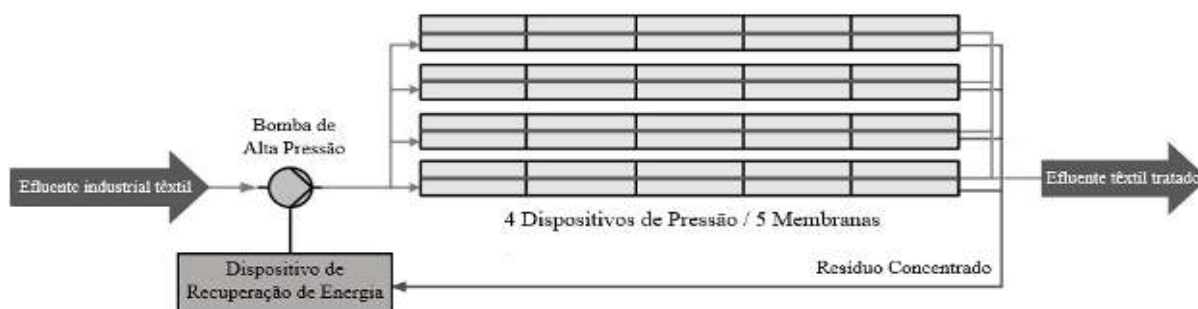 Bomba de
Alta Pressão
Efluente industrial têxtil
Efluente têxtil tratado
4 Dispositivos de Pressão / 5 Membranas
Resíduo Concentrado
Dispositivo de
Recuperação de Energia